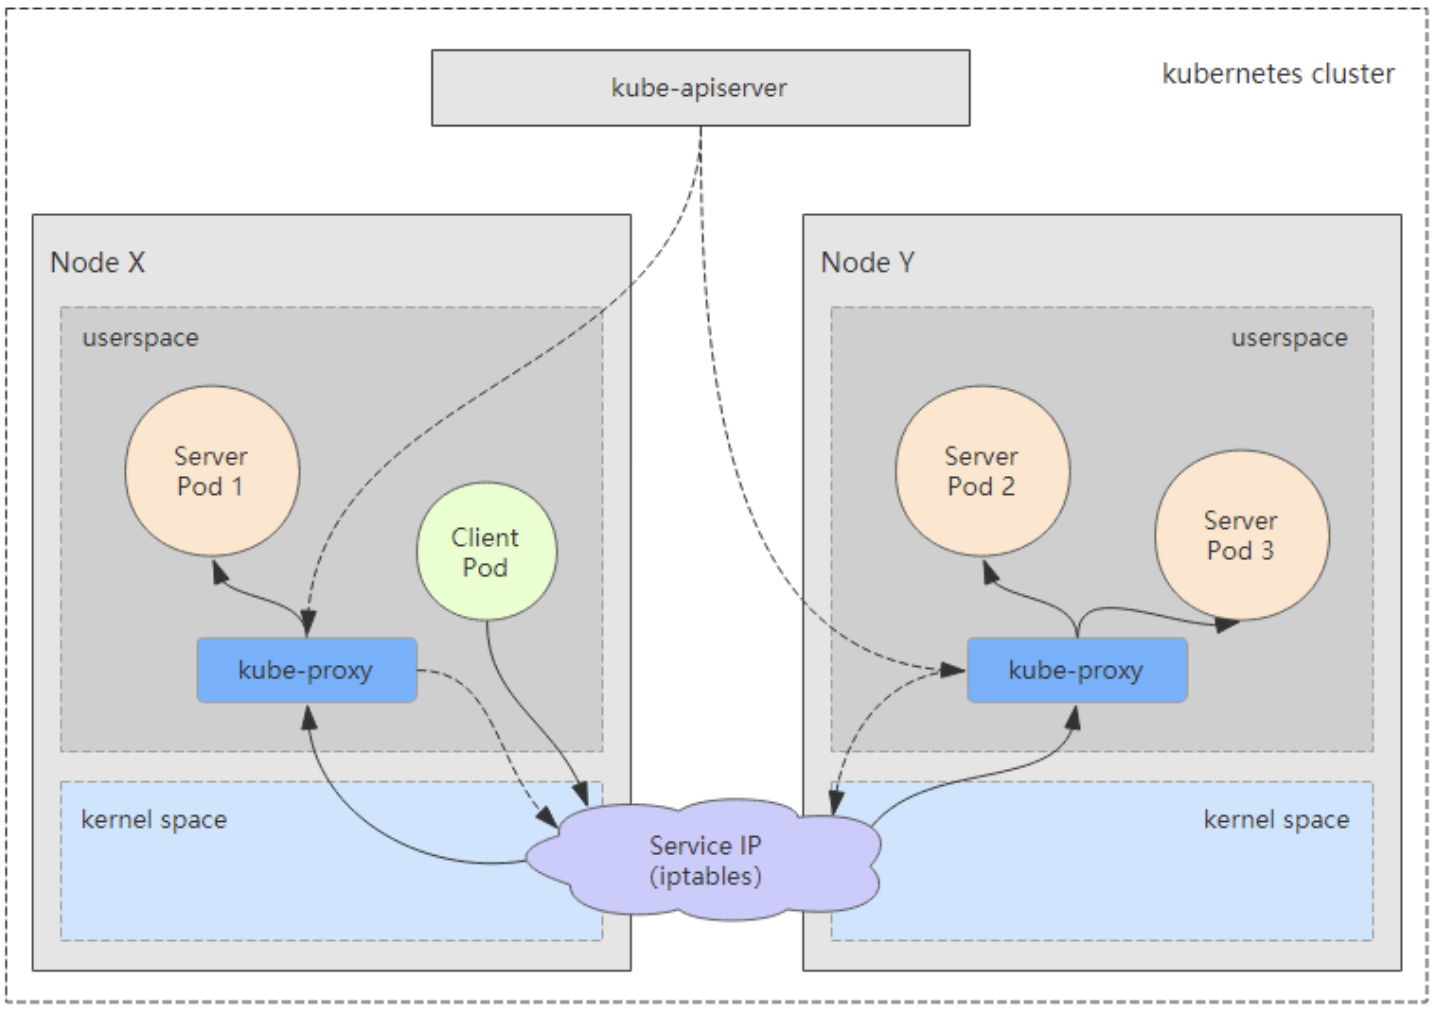 kube-apiserver
kubernetes cluster
Node X
userspace
Server
Pod 1
Client
Pod
kube-proxy
kernel space
Service IP
(iptables)
Node Y
userspace
Server
Pod 2
Server
Pod 3
kube-proxy
kernel space